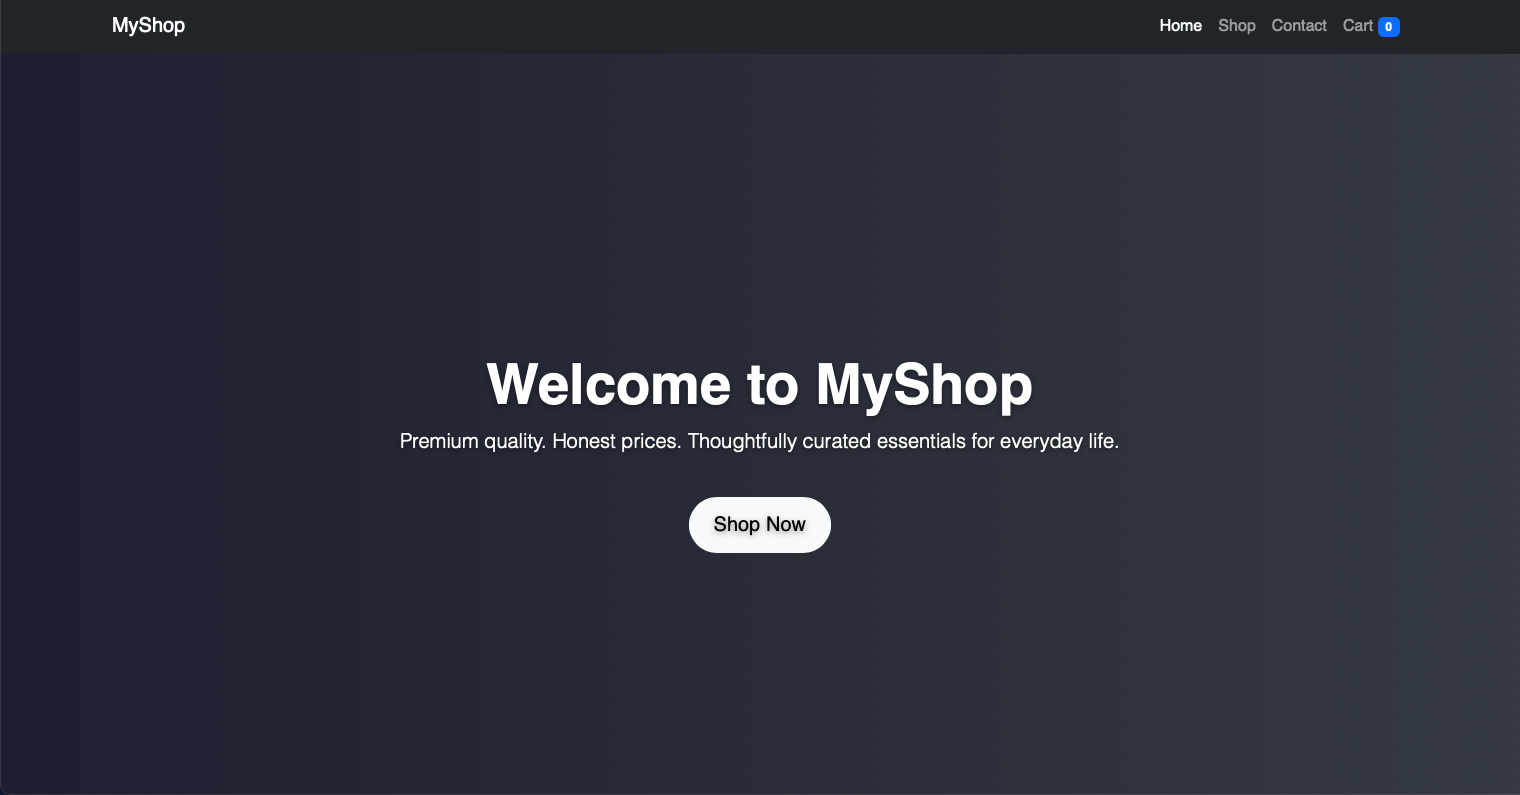 MyShop
Home Shop Contact Cart 0
Welcome to MyShop
Premium quality. Honest prices. Thoughtfully curated essentials for everyday life.
Shop Now